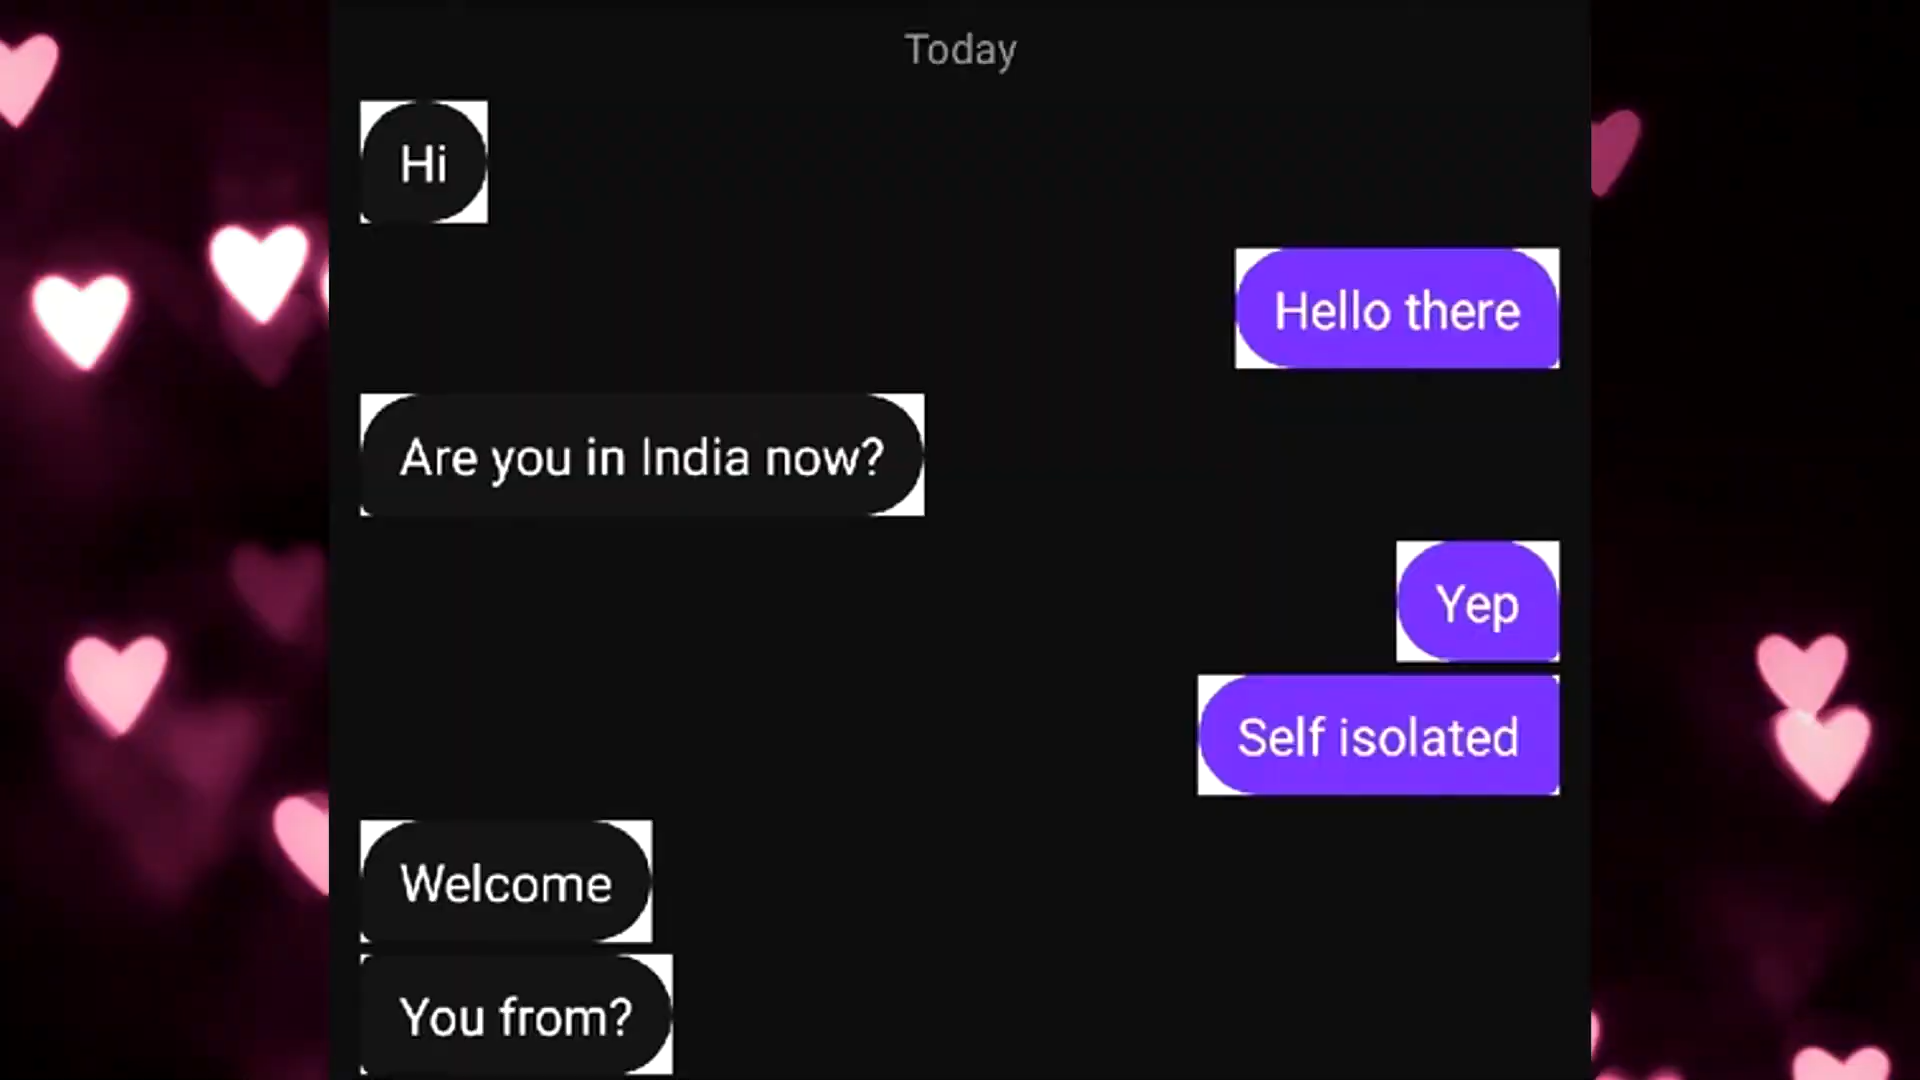 Today
Hi
Hello there
Are you in India now?
Yep
Self isolated
Welcome
You from?